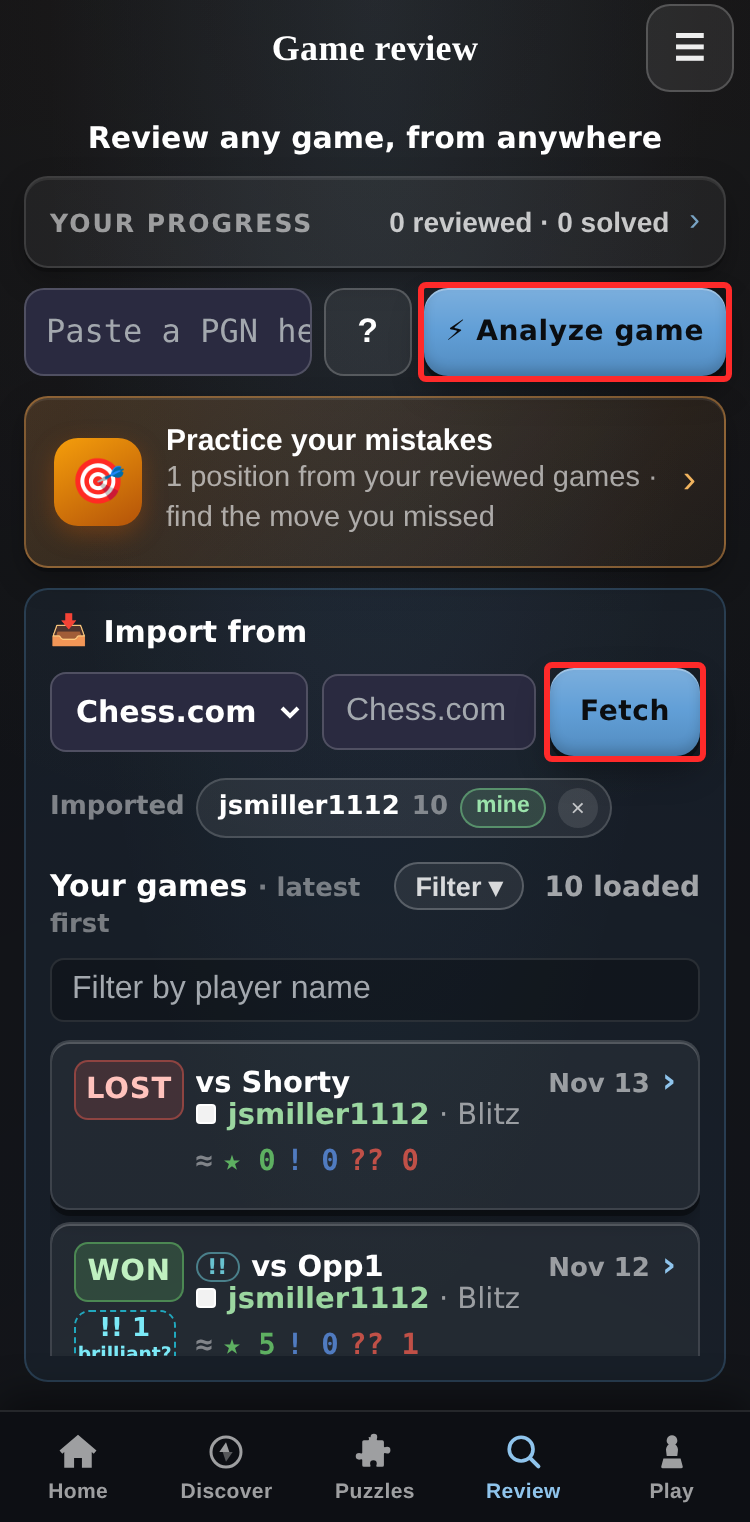 Game review
☰
Review any game, from anywhere
YOUR PROGRESS 0 reviewed · 0 solved ›
Paste a PGN he ? ⚡ Analyze game
Practice your mistakes
1 position from your reviewed games ·
find the move you missed ›
Import from
Chess.com Chess.com Fetch
Imported jsmiller1112 10 mine ×
Your games · latest first Filter ▾ 10 loaded
Filter by player name
LOST vs Shorty Nov 13 ›
jsmiller1112 · Blitz
≈ ★ 0 ! 0 ?? 0
WON !! vs Opp1 Nov 12 ›
jsmiller1112 · Blitz
!! 1 brilliant?
≈ ★ 5 ! 0 ?? 1
Home Discover Puzzles Review Play